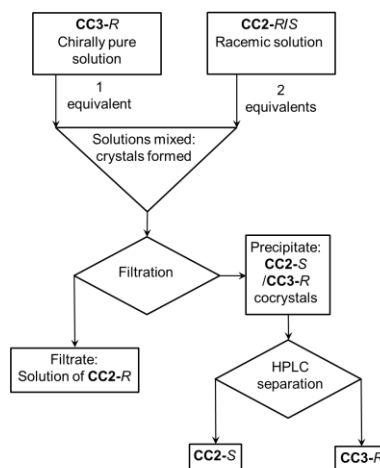 CC3-R
Chirally pure
solution
CC2-R/S
Racemic solution
1
equivalent
2
equivalents
Solutions mixed:
crystals formed
Filtration
Precipitate:
CC2-S
/CC3-R
cocrystals
Filtrate:
Solution of CC2-R
HPLC
separation
CC2-S
CC3-R